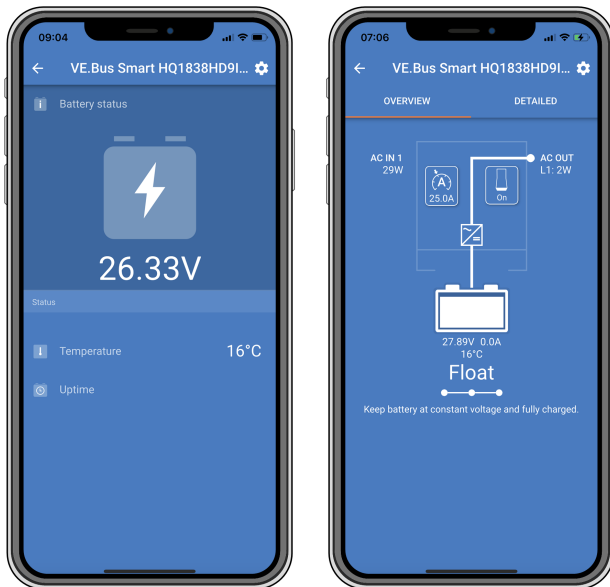 09:04
VE.Bus Smart HQ1838HD9I...
Battery status
26.33V
Status
Temperature 16°C
Uptime
07:06
VE.Bus Smart HQ1838HD9I...
OVERVIEW DETAILED
AC IN 1
29W
25.0A
On
AC OUT
L1: 2W
27.89V 0.0A
16°C
Float
Keep battery at constant voltage and fully charged.